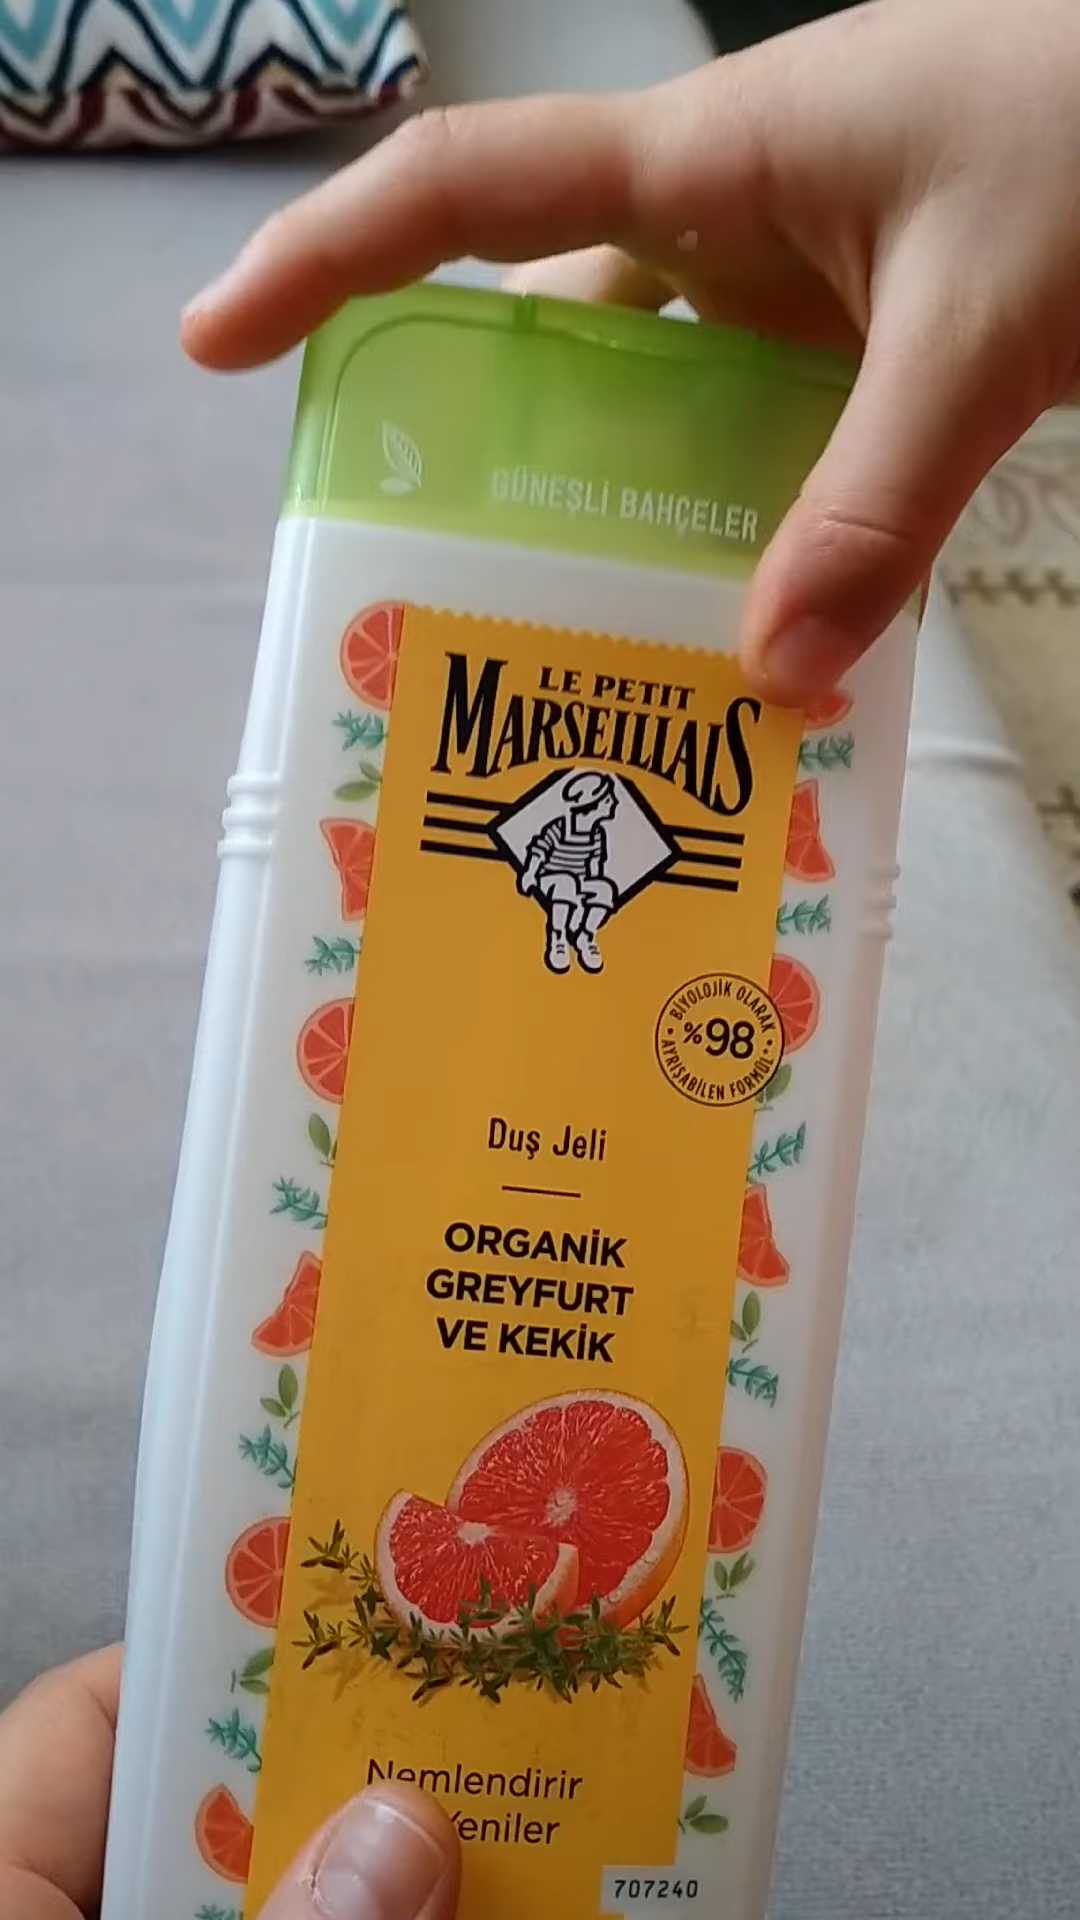 GÜNEŞLİ BAHÇELER
LE PETIT
MARSEILLAIS
BİYOLOJİK OLARAK
%98
AYRIŞABİLEN FORMÜL
Duş Jeli
ORGANİK
GREYFURT
VE KEKİK
Nemlendirir
Yeniler
707240